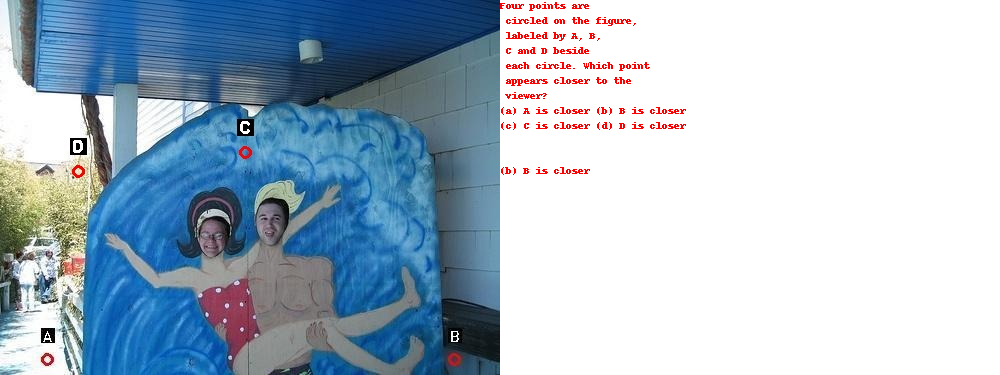 Four points are
circled on the figure,
labeled by A, B,
C and D beside
each circle. Which point
appears closer to the
viewer?
(a) A is closer (b) B is closer
(c) C is closer (d) D is closer
(b) B is closer
C
D
A
B